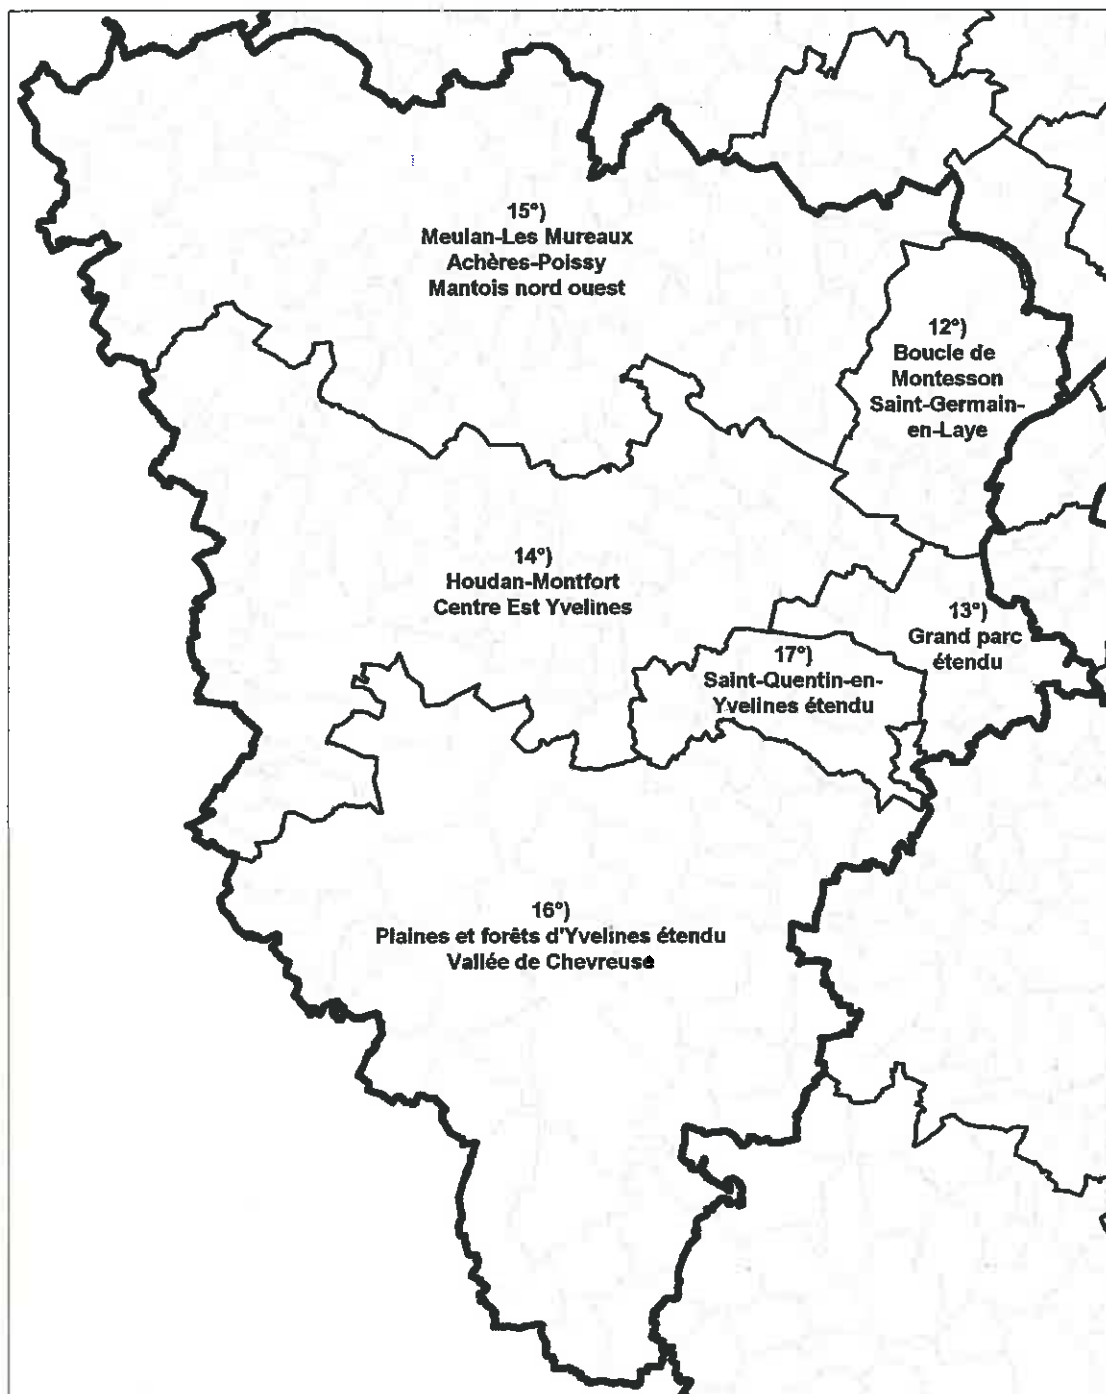 15°)
Meulan-Les Mureaux
Achères-Poissy
Mantois nord ouest
12°)
Boucle de
Montesson
Saint-Germain-
en-Laye
14°)
Houdan-Montfort
Centre Est Yvelines
13°)
Grand parc
étendu
17°)
Saint-Quentin-en-
Yvelines étendu
16°)
Plaines et forêts d'Yvelines étendu
Vallée de Chevreuse